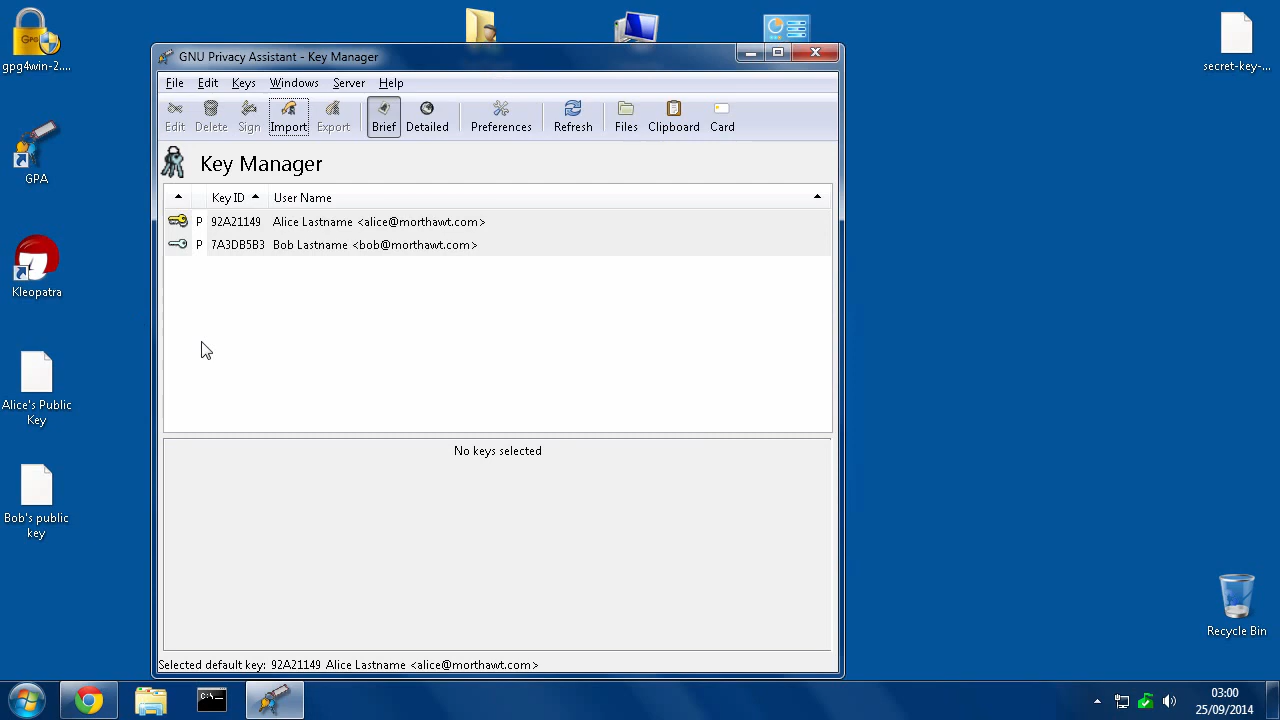 gpg4win-2....
GPA
Kleopatra
Alice's Public
Key
Bob's public
key
GNU Privacy Assistant - Key Manager
File Edit Keys Windows Server Help
Edit Delete Sign Import Export Brief Detailed Preferences Refresh Files Clipboard Card
Key Manager
Key ID User Name
P 92A21149 Alice Lastname <alice@morthawt.com>
P 7A3DB5B3 Bob Lastname <bob@morthawt.com>
No keys selected
Selected default key: 92A21149 Alice Lastname <alice@morthawt.com>
secret-key-...
Recycle Bin
03:00
25/09/2014